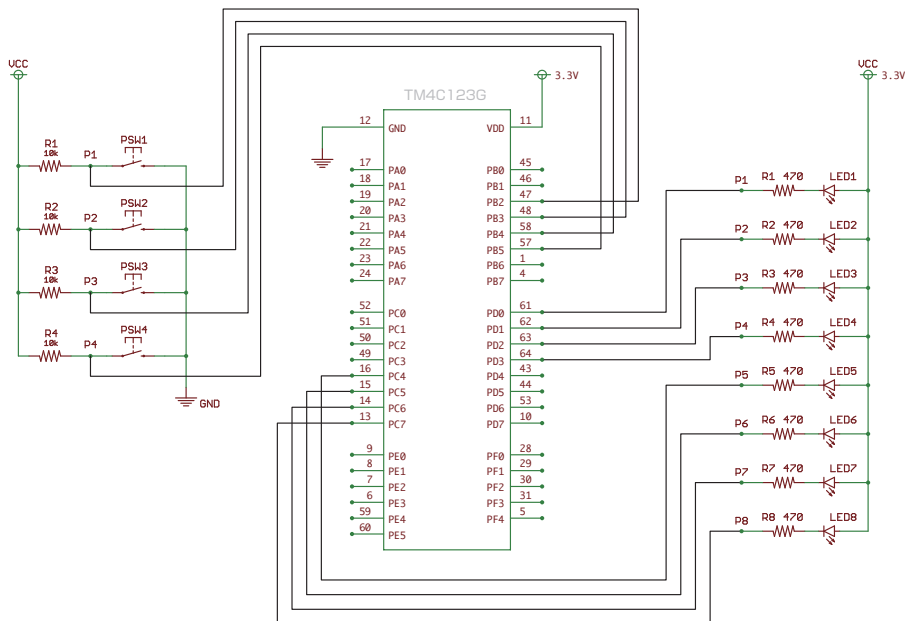 VCC
R1
10k
P1
PSW1
R2
10k
P2
PSW2
R3
10k
P3
PSW3
R4
10k
P4
PSW4
GND
3.3V
TM4C123G
12 GND VDD 11
17 PA0 PB0 45
18 PA1 PB1 46
19 PA2 PB2 47
20 PA3 PB3 48
21 PA4 PB4 58
22 PA5 PB5 57
23 PA6 PB6 1
24 PA7 PB7 4
52 PC0 PD0 61
51 PC1 PD1 62
50 PC2 PD2 63
49 PC3 PD3 64
16 PC4 PD4 43
15 PC5 PD5 44
14 PC6 PD6 53
13 PC7 PD7 10
9 PE0 PF0 28
8 PE1 PF1 29
7 PE2 PF2 30
6 PE3 PF3 31
59 PE4 PF4 5
60 PE5
VCC
3.3V
P1 R1 470 LED1
P2 R2 470 LED2
P3 R3 470 LED3
P4 R4 470 LED4
P5 R5 470 LED5
P6 R6 470 LED6
P7 R7 470 LED7
P8 R8 470 LED8